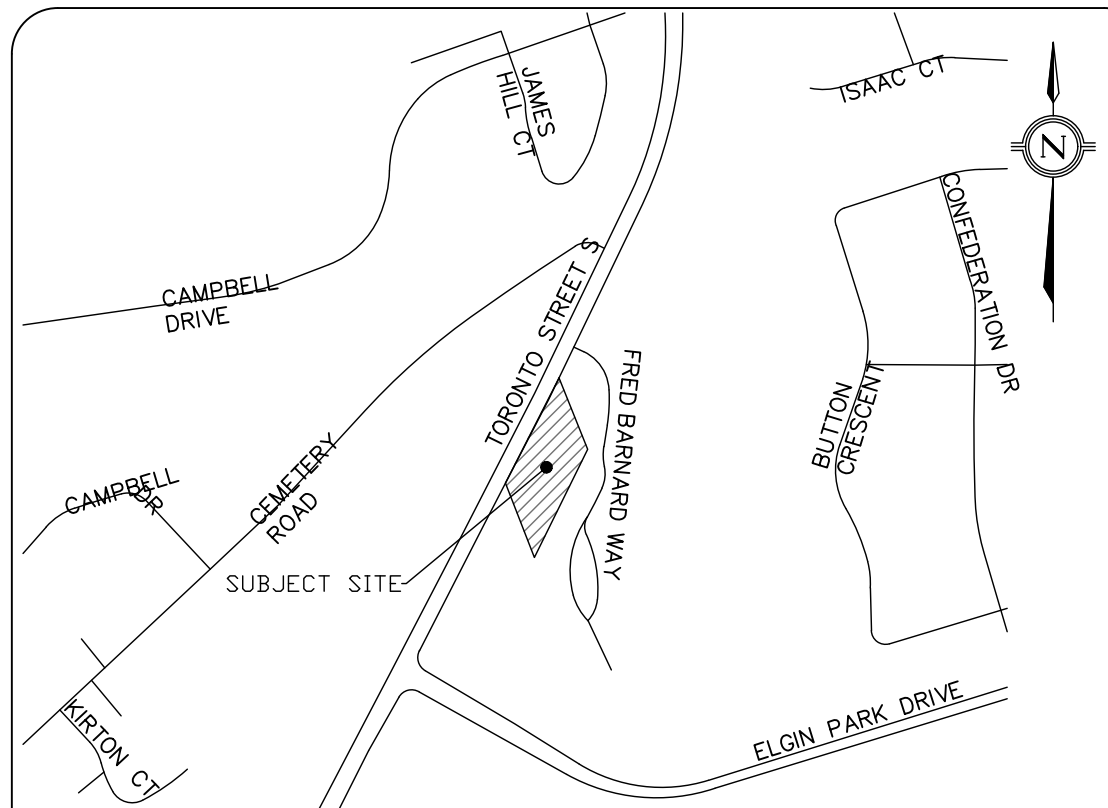 JAMES
HILL CT
ISAAC CT
N
CONFEDERATION DR
CAMPBELL
DRIVE
TORONTO STREET S
FRED BARNARD WAY
BUTTON
CRESCENT
CEMETERY
ROAD
CAMPBELL
DR
SUBJECT SITE
KIRTON CT
ELGIN PARK DRIVE